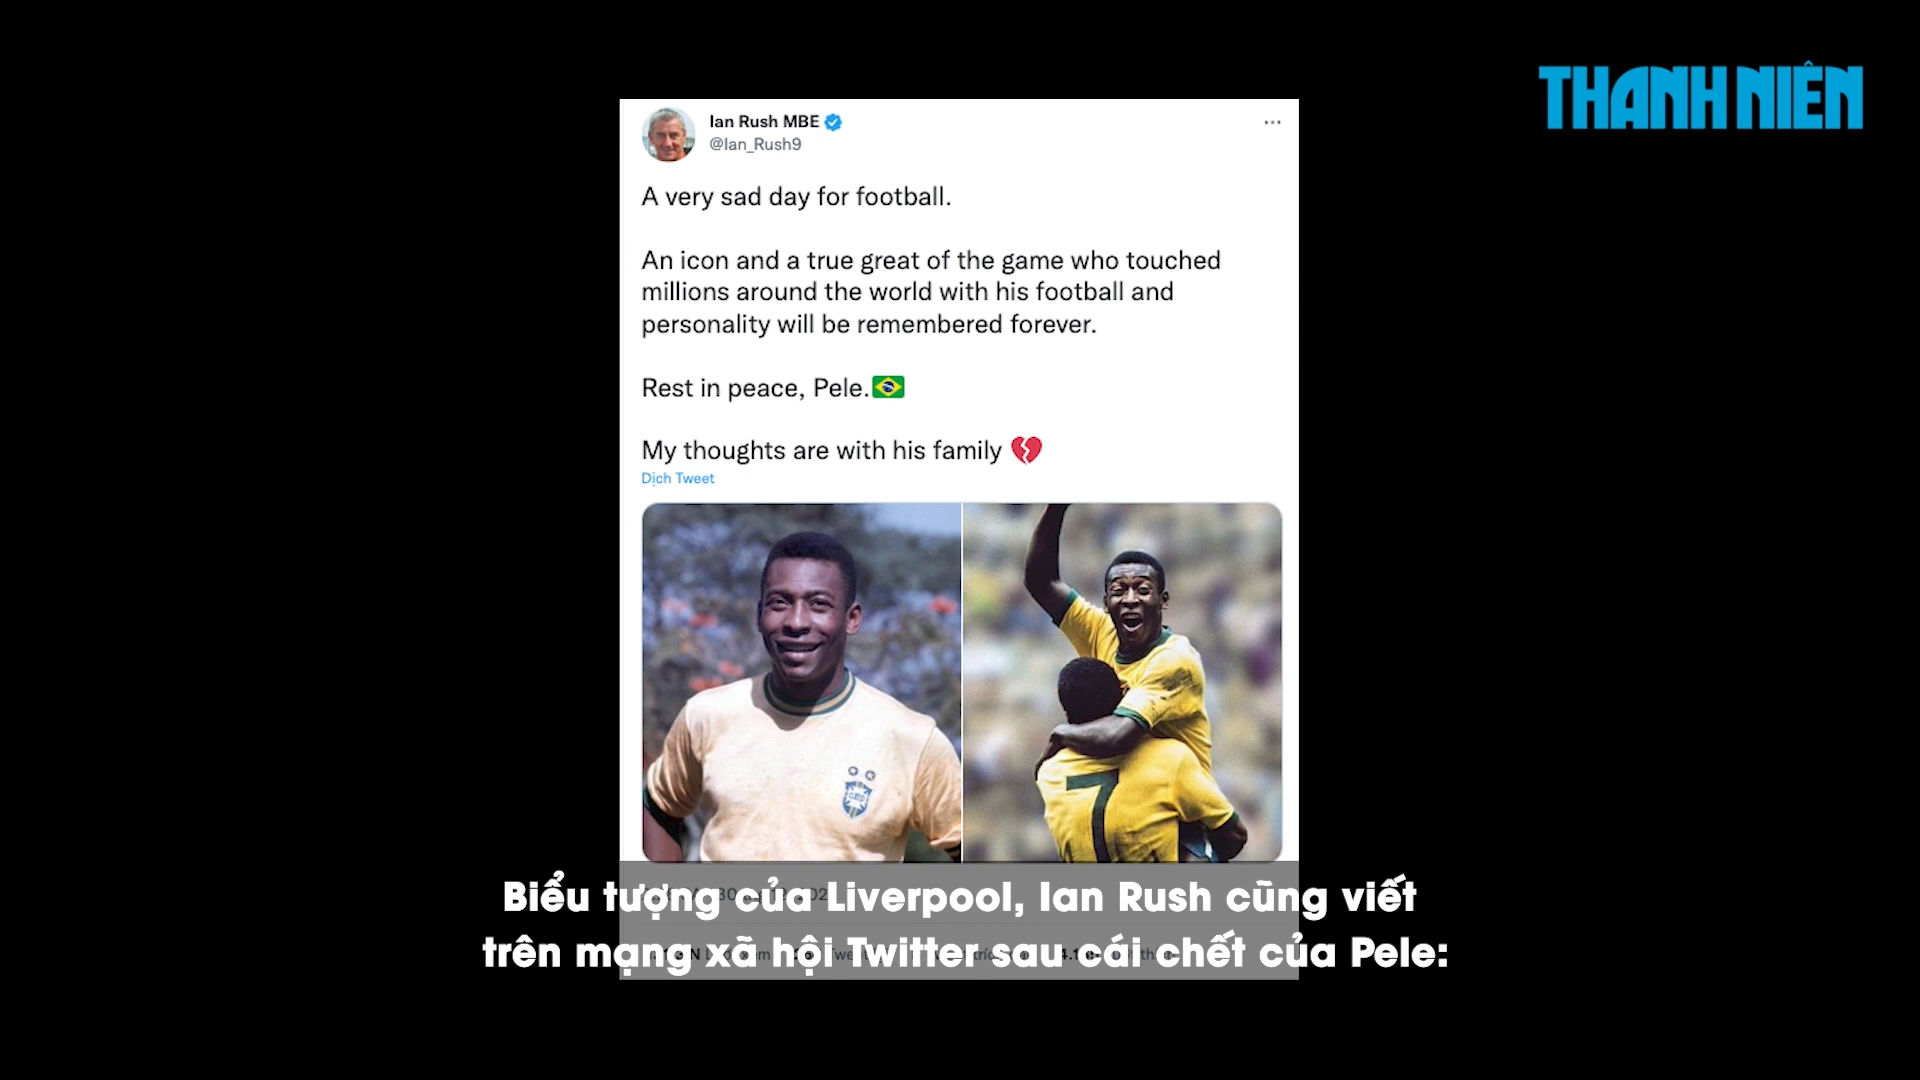 THANH NIÊN
Ian Rush MBE
@Ian_Rush9
A very sad day for football.
An icon and a true great of the game who touched
millions around the world with his football and
personality will be remembered forever.
Rest in peace, Pele.
My thoughts are with his family
Dịch Tweet
7
Biểu tượng của Liverpool, Ian Rush cũng viết
trên mạng xã hội Twitter sau cái chết của Pele: